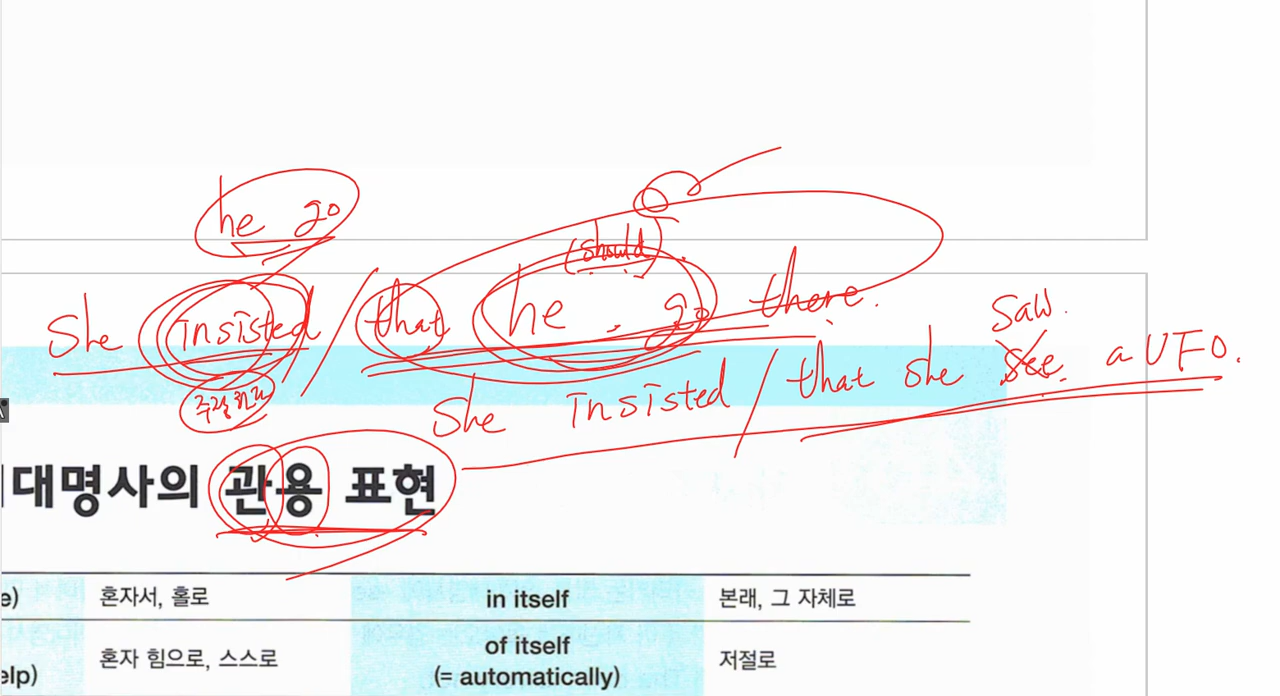 he go
(should)
She insisted / that he go there.
주장하다
saw.
She insisted / that she see a UFO.
대명사의 관용 표현
e) 혼자서, 홀로 in itself 본래, 그 자체로
elp) 혼자 힘으로, 스스로 of itself (= automatically) 저절로